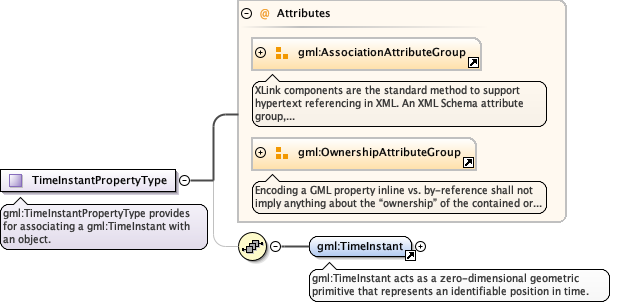 @ Attributes
gml:AssociationAttributeGroup
XLink components are the standard method to support
hypertext referencing in XML. An XML Schema attribute
group,...
gml:OwnershipAttributeGroup
Encoding a GML property inline vs. by-reference shall not
imply anything about the “ownership” of the contained or...
TimeInstantPropertyType
gml:TimeInstantPropertyType provides
for associating a gml:TimeInstant with
an object.
gml:TimeInstant
gml:TimeInstant acts as a zero-dimensional geometric
primitive that represents an identifiable position in time.